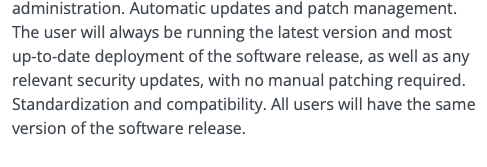 administration. Automatic updates and patch management.
The user will always be running the latest version and most
up-to-date deployment of the software release, as well as any
relevant security updates, with no manual patching required.
Standardization and compatibility. All users will have the same
version of the software release.